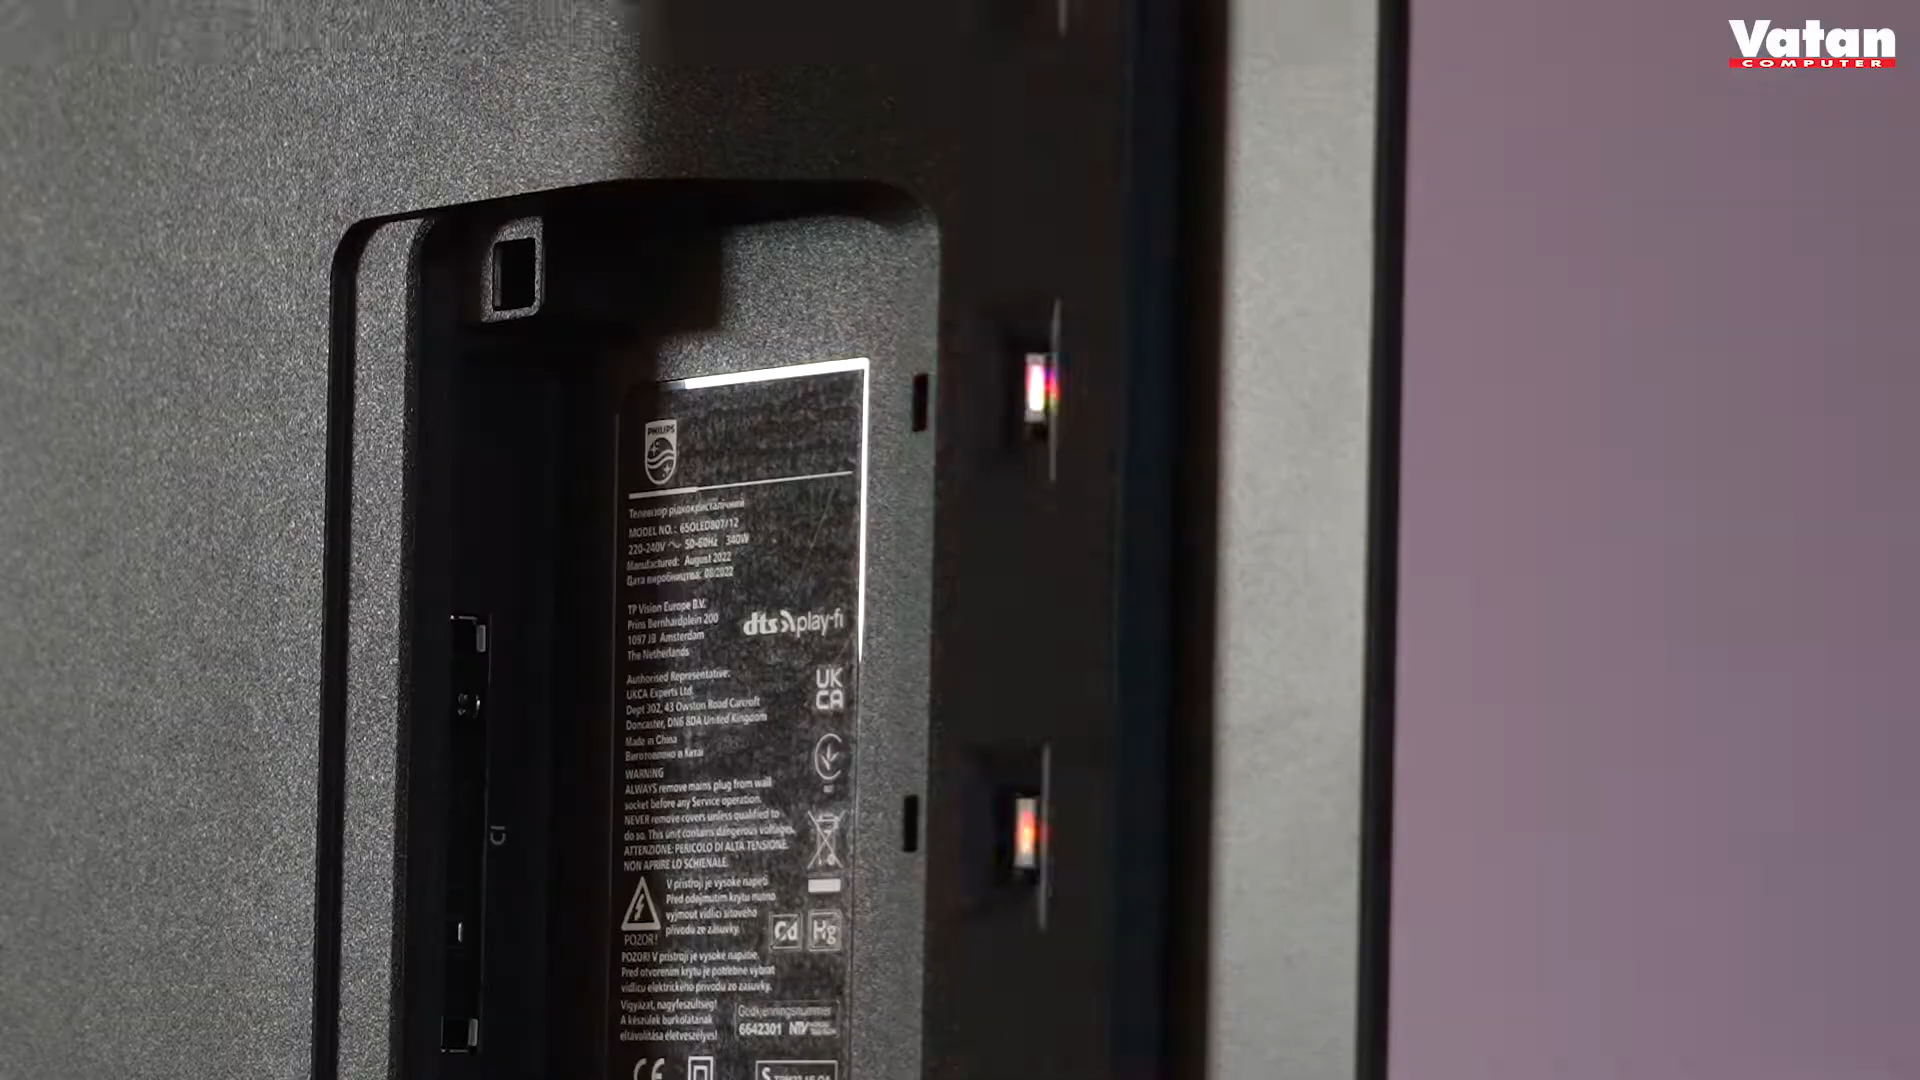 Vatan
COMPUTER
PHILIPS
Телевізор рідкокристалічний
MODEL NO.: 65OLED807/12
220-240V ~ 50-60Hz 340W
Manufactured: August 2022
Дата виробництва: 08/2022
TP Vision Europe B.V.
Prins Bernhardplein 200
1097 JB Amsterdam
The Netherlands
dts play-fi
Authorised Representative:
UKCA Experts Ltd
Dept 302, 43 Owston Road Carcroft
Doncaster, DN6 8DA United Kingdom
UK
CA
Made in China
Виготовлено в Китаї
WARNING
ALWAYS remove mains plug from wall
socket before any Service operation.
NEVER remove covers unless qualified to
do so. This unit contains dangerous voltages.
ATTENZIONE: PERICOLO DI ALTA TENSIONE.
NON APRIRE LO SCHIENALE.
CI
V přístroji je vysoké napětí
Před odejmutím krytu nutno
vyjmout vidlici síťového
přívodu ze zásuvky.
POZOR!
Cd
Hg
POZOR! V prístroji je vysoké napätie.
Pred otvorením krytu je potrebné vybrať
vidlicu elektrického prívodu zo zásuvky.
Vigyázat, nagyfeszültség!
A készülék burkolatának
eltávolítása életveszélyes!
Godkjenningsnummer
6642301
CE